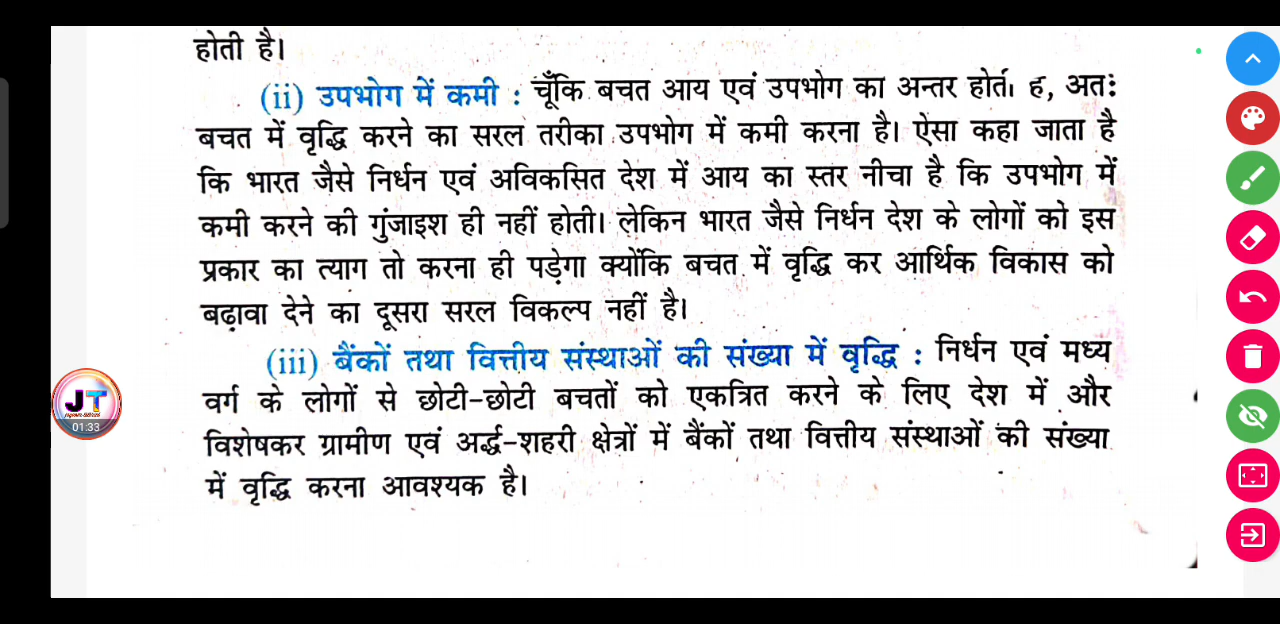 होती है।
(ii) उपभोग में कमी : चूँकि बचत आय एवं उपभोग का अन्तर होती ह, अतः
बचत में वृद्धि करने का सरल तरीका उपभोग में कमी करना है। ऐसा कहा जाता है
कि भारत जैसे निर्धन एवं अविकसित देश में आय का स्तर नीचा है कि उपभोग में
कमी करने की गुंजाइश ही नहीं होती। लेकिन भारत जैसे निर्धन देश के लोगों को इस
प्रकार का त्याग तो करना ही पड़ेगा क्योंकि बचत में वृद्धि कर आर्थिक विकास को
बढ़ावा देने का दूसरा सरल विकल्प नहीं है।
(iii) बैंकों तथा वित्तीय संस्थाओं की संख्या में वृद्धि : निर्धन एवं मध्य
वर्ग के लोगों से छोटी-छोटी बचतों को एकत्रित करने के लिए देश में और
विशेषकर ग्रामीण एवं अर्द्ध-शहरी क्षेत्रों में बैंकों तथा वित्तीय संस्थाओं की संख्या
में वृद्धि करना आवश्यक है।
JT
01:33